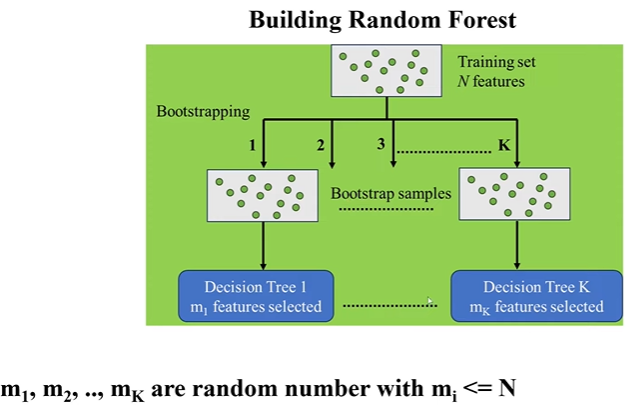 Building Random Forest
Training set
N features
Bootstrapping
1 2 3 ........................ K
Bootstrap samples
........................
Decision Tree 1
m₁ features selected
........................
Decision Tree K
mK features selected
m₁, m₂, .., mK are random number with mᵢ <= N